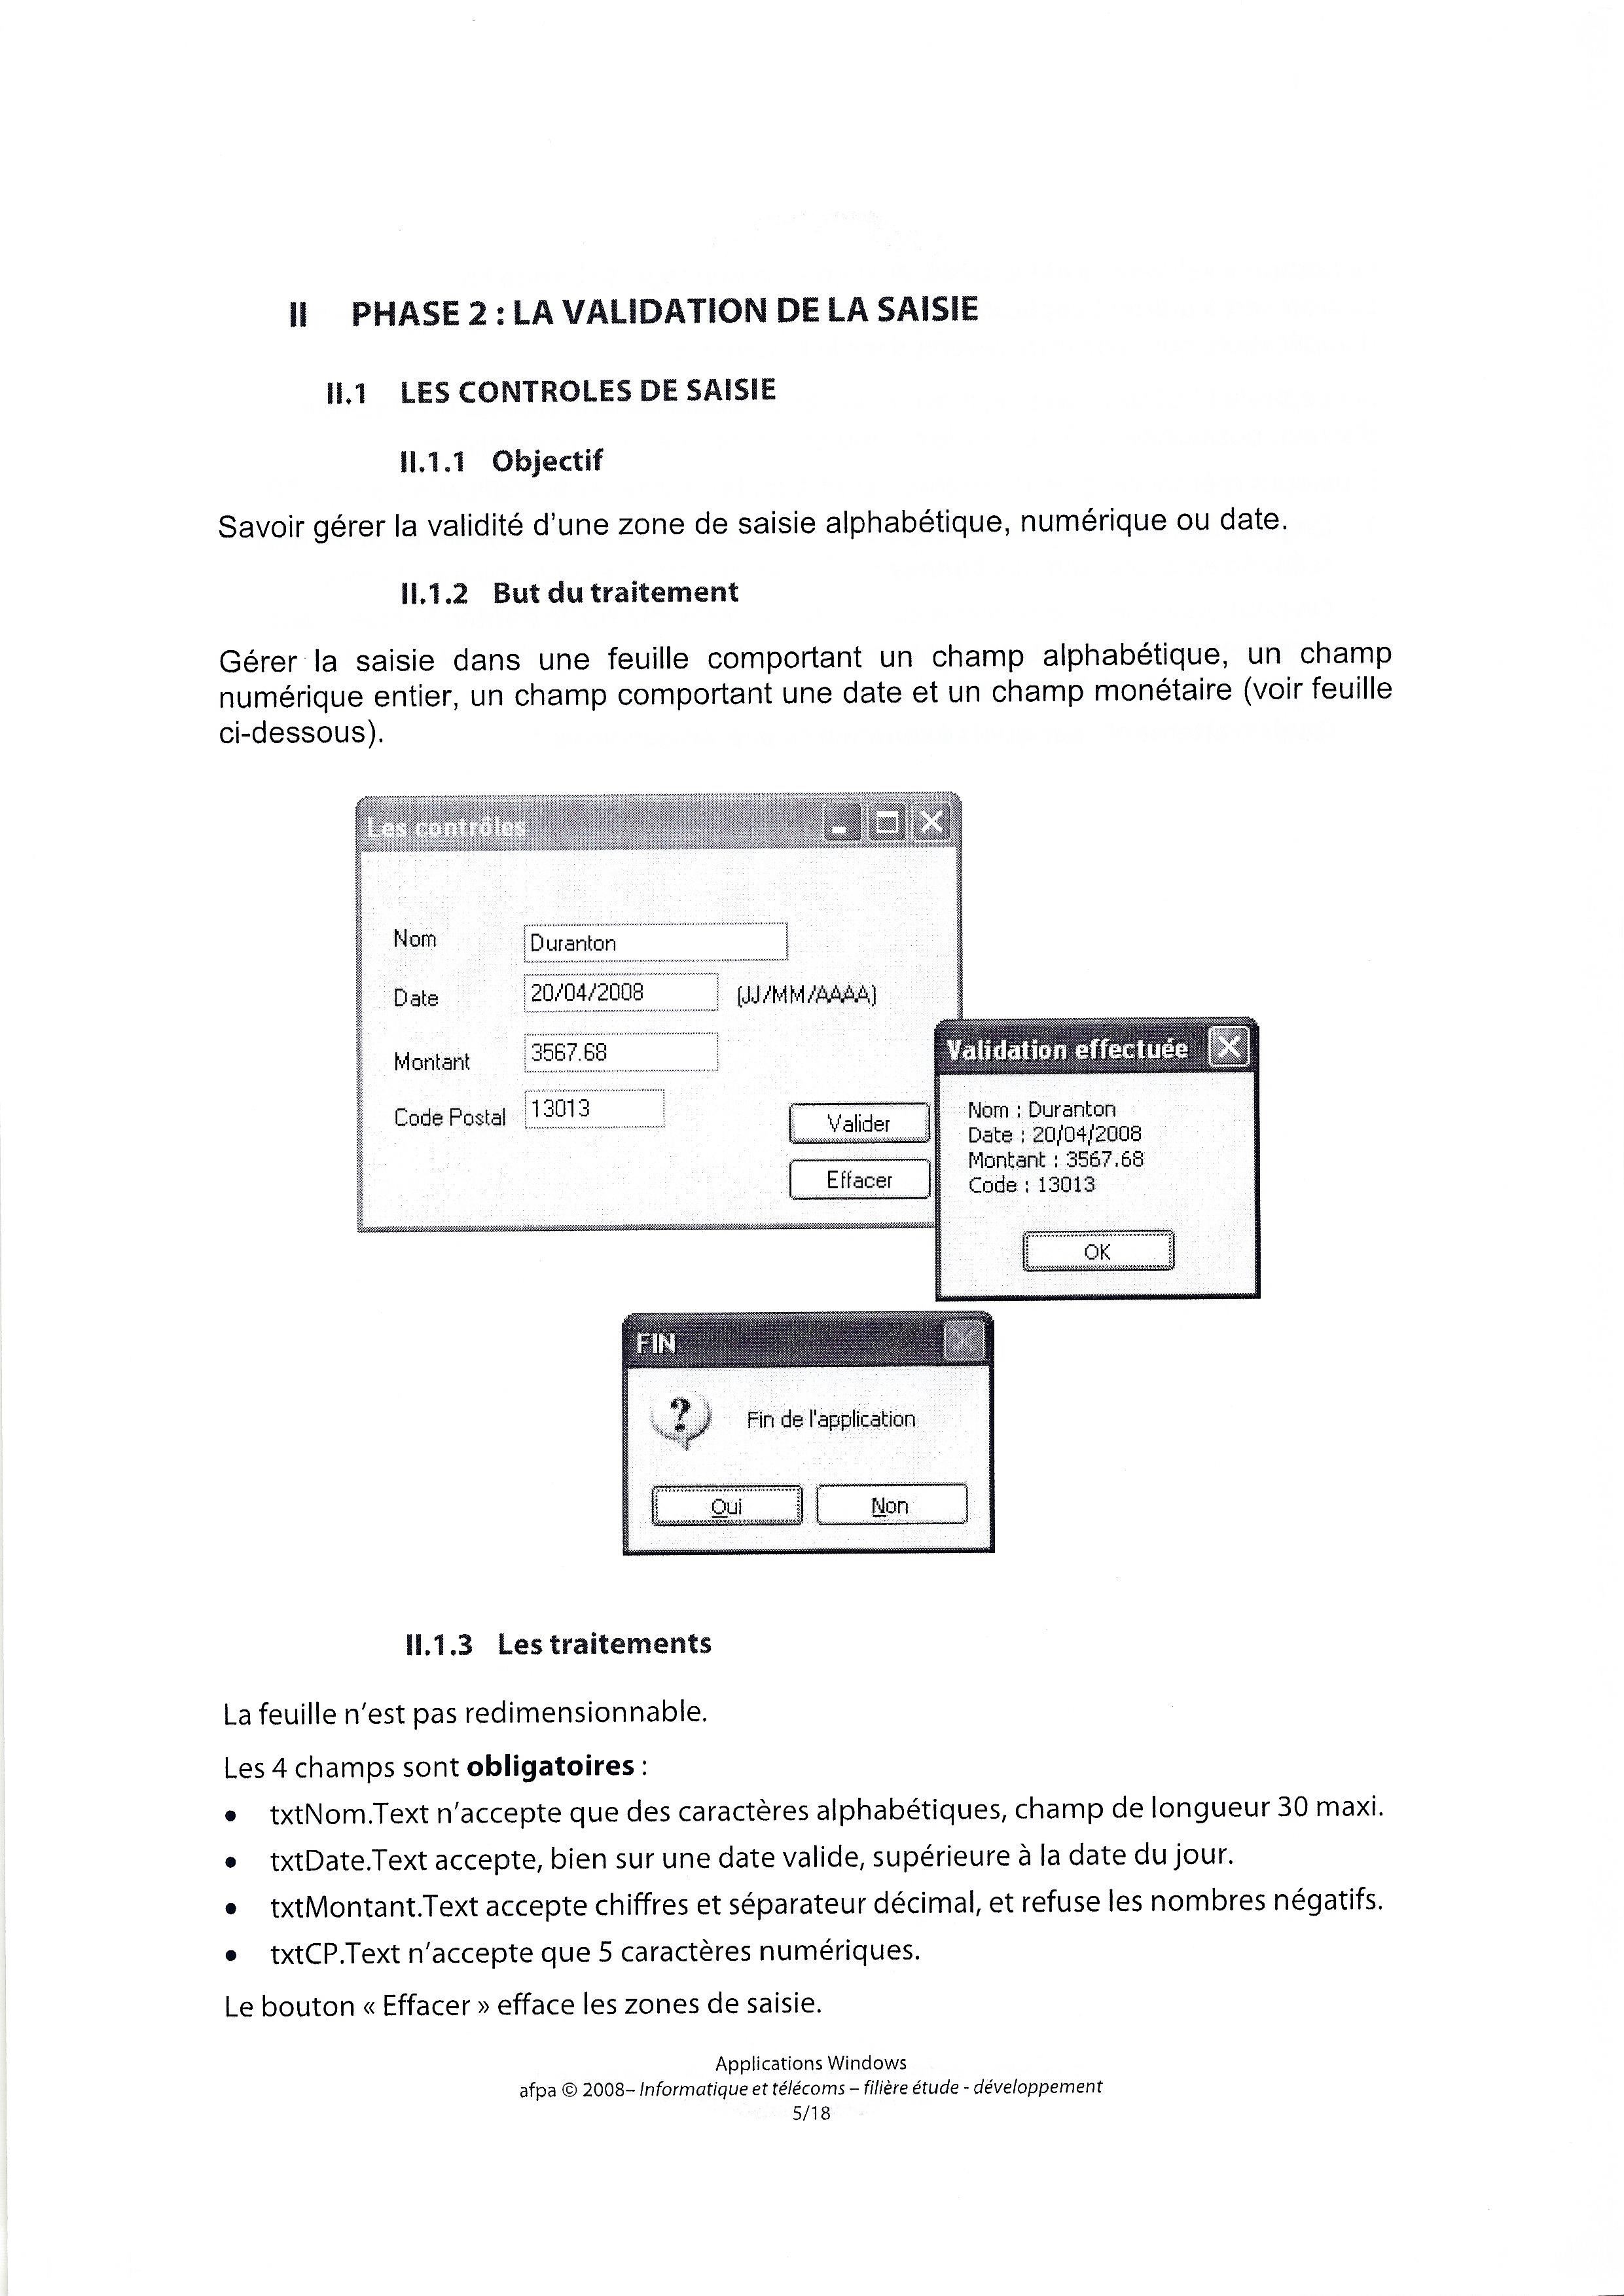 II PHASE 2 : LA VALIDATION DE LA SAISIE
II.1 LES CONTROLES DE SAISIE
II.1.1 Objectif
Savoir gérer la validité d'une zone de saisie alphabétique, numérique ou date.
II.1.2 But du traitement
Gérer la saisie dans une feuille comportant un champ alphabétique, un champ
numérique entier, un champ comportant une date et un champ monétaire (voir feuille
ci-dessous).
Les contrôles
Nom Duranton
Date 20/04/2008 (JJ/MM/AAAA)
Montant 3567.68
Code Postal 13013
Valider
Effacer
Validation effectuée
Nom : Duranton
Date : 20/04/2008
Montant : 3567.68
Code : 13013
OK
FIN
? Fin de l'application
Oui Non
II.1.3 Les traitements
La feuille n'est pas redimensionnable.
Les 4 champs sont obligatoires :
• txtNom.Text n'accepte que des caractères alphabétiques, champ de longueur 30 maxi.
• txtDate.Text accepte, bien sur une date valide, supérieure à la date du jour.
• txtMontant.Text accepte chiffres et séparateur décimal, et refuse les nombres négatifs.
• txtCP.Text n'accepte que 5 caractères numériques.
Le bouton « Effacer » efface les zones de saisie.
Applications Windows
afpa © 2008– Informatique et télécoms – filière étude - développement
5/18